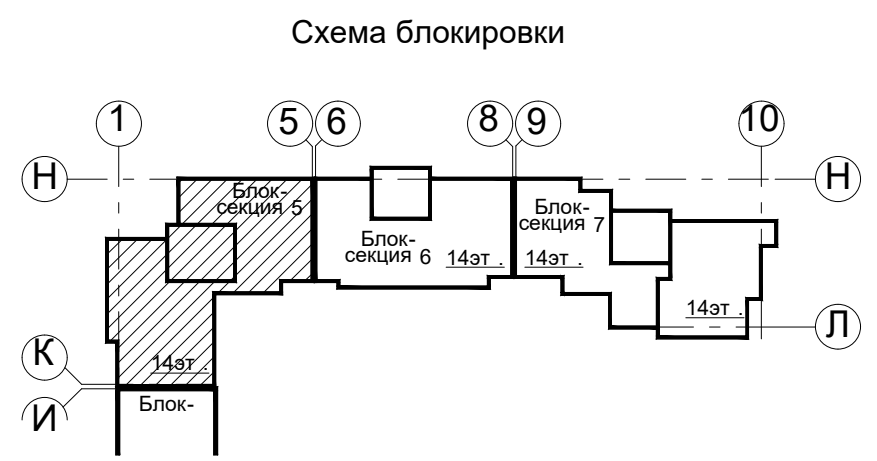 Схема блокировки
1
5
6
8
9
10
Н
Н
Блок-
секция 5
Блок-
секция 6
14эт .
Блок-
секция 7
14эт .
14эт .
Л
К
14эт .
И
Блок-